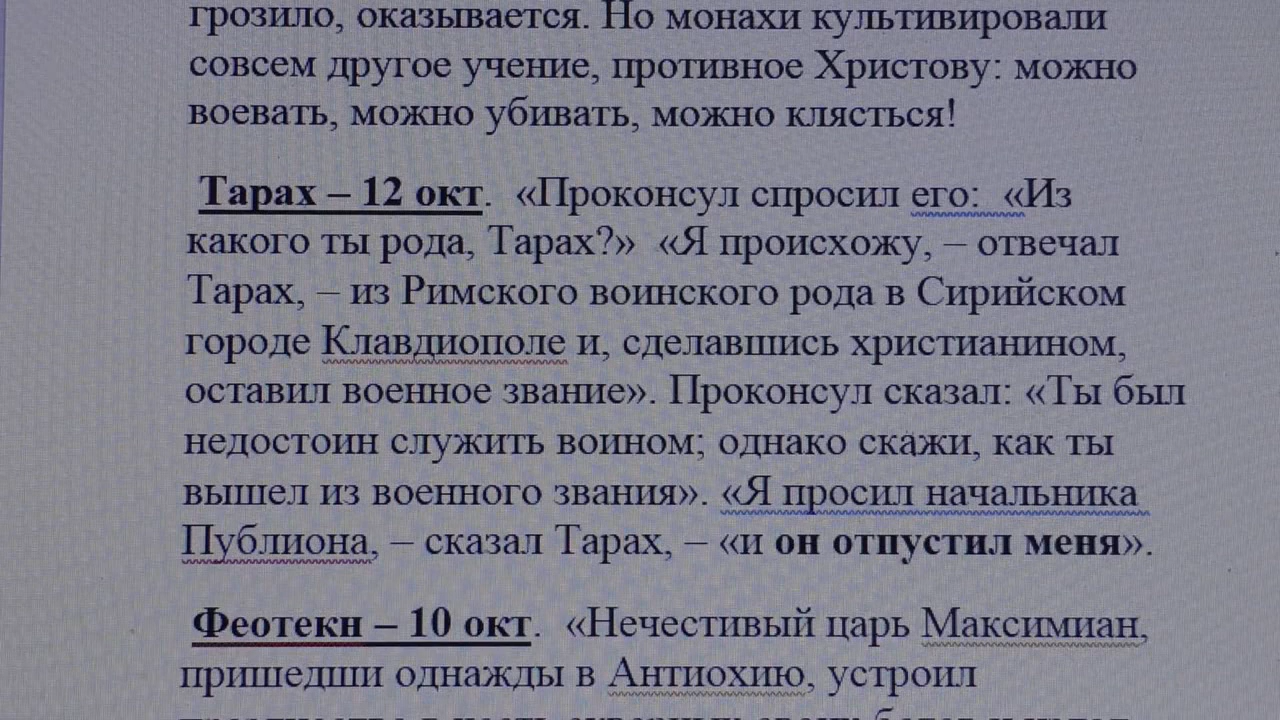 грозило, оказывается. Но монахи культивировали
совсем другое учение, противное Христову: можно
воевать, можно убивать, можно клясться!
Тарах – 12 окт.  «Проконсул спросил его:  «Из
какого ты рода, Тарах?»  «Я происхожу, – отвечал
Тарах, – из Римского воинского рода в Сирийском
городе Клавдиополе и, сделавшись христианином,
оставил военное звание». Проконсул сказал: «Ты был
недостоин служить воином; однако скажи, как ты
вышел из военного звания». «Я просил начальника
Публиона, – сказал Тарах, – «и он отпустил меня».
Феотекн – 10 окт.  «Нечестивый царь Максимиан,
пришедши однажды в Антиохию, устроил